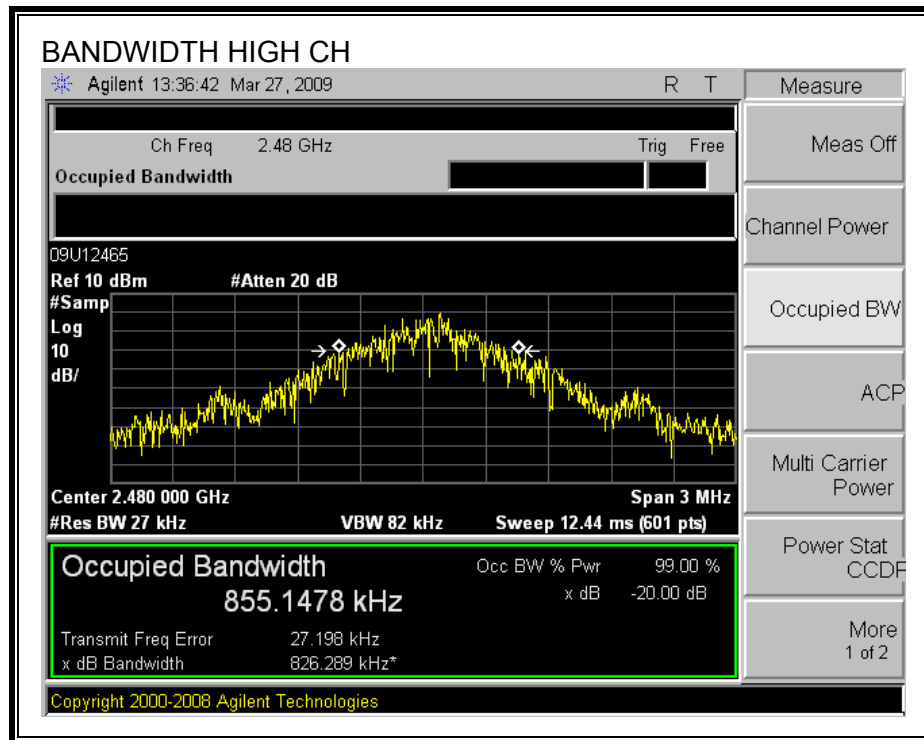 BANDWIDTH HIGH CH
Agilent 13:36:42 Mar 27, 2009 R T
Measure
Ch Freq 2.48 GHz Trig Free
Occupied Bandwidth
Meas Off
Channel Power
Occupied BW
ACP
Multi Carrier
Power
Power Stat
CCDF
More
1 of 2
09U12465
Ref 10 dBm #Atten 20 dB
#Samp
Log
10
dB/
Center 2.480 000 GHz Span 3 MHz
#Res BW 27 kHz VBW 82 kHz Sweep 12.44 ms (601 pts)
Occupied Bandwidth Occ BW % Pwr 99.00 %
855.1478 kHz x dB -20.00 dB
Transmit Freq Error 27.198 kHz
x dB Bandwidth 826.289 kHz*
Copyright 2000-2008 Agilent Technologies